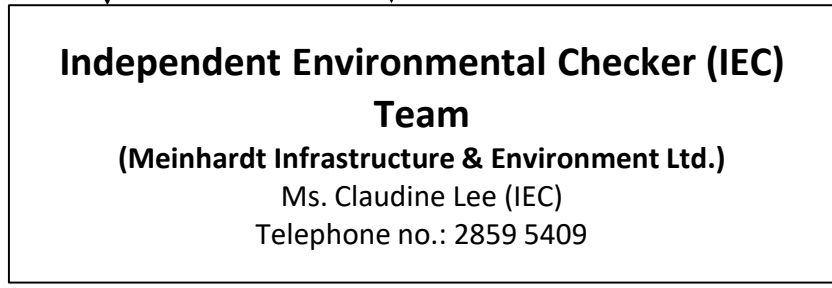 Independent Environmental Checker (IEC)
Team
(Meinhardt Infrastructure & Environment Ltd.)
Ms. Claudine Lee (IEC)
Telephone no.: 2859 5409